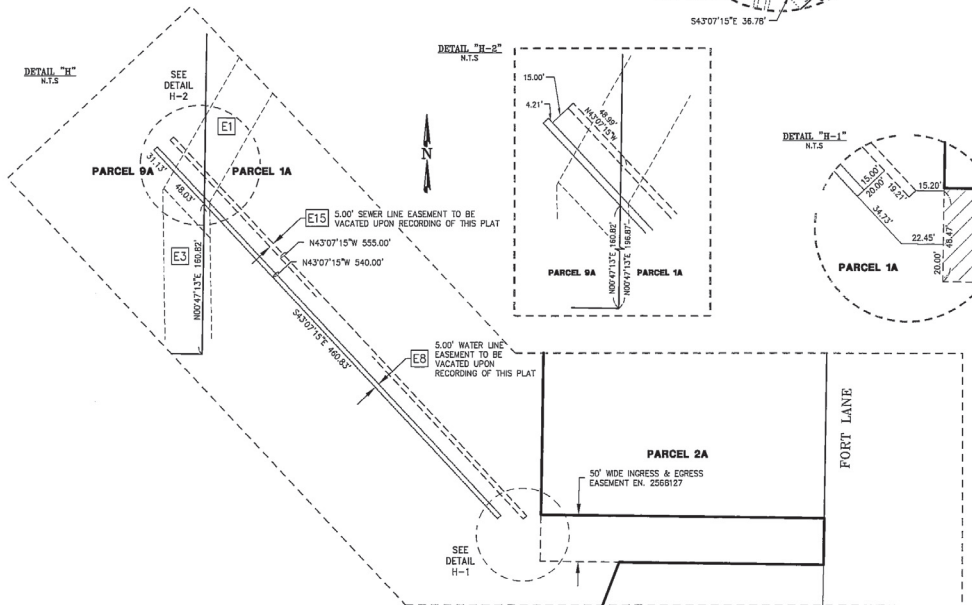 S43°07'15"E 36.78'
DETAIL "H"
N.T.S
SEE
DETAIL
H-2
E1
PARCEL 9A
PARCEL 1A
31.13'
48.03'
E3
N00°47'13"E 160.82'
N
E15
5.00' SEWER LINE EASEMENT TO BE
VACATED UPON RECORDING OF THIS PLAT
N43°07'15"W 555.00'
N43°07'15"W 540.00'
S43°07'15"E 460.83'
E8
5.00' WATER LINE
EASEMENT TO BE
VACATED UPON
RECORDING OF THIS PLAT
SEE
DETAIL
H-1
DETAIL "H-2"
N.T.S
15.00'
4.21'
48.99'
N43°07'15"W
N00°47'13"E 160.82'
N00°47'13"E 196.87'
PARCEL 9A
PARCEL 1A
DETAIL "H-1"
N.T.S
15.00'
20.00'
19.21'
15.20'
34.73'
22.45'
48.47'
20.00'
PARCEL 1A
PARCEL 2A
50' WIDE INGRESS & EGRESS
EASEMENT EN. 2568127
FORT LANE